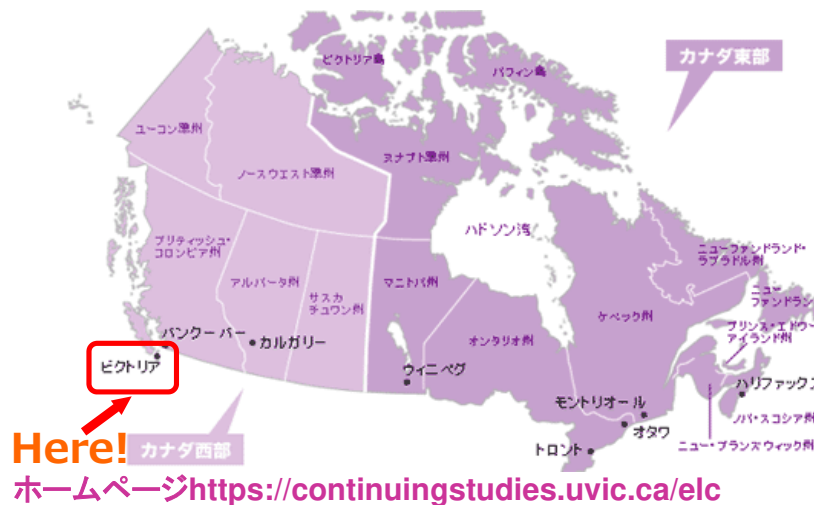 ビクトリア島
バフィン島
カナダ東部
ユーコン準州
ヌナブト準州
ノースウエスト準州
ハドソン湾
ブリティッシュ・
コロンビア州
ニューファンドランド・
ラブラドル州
アルバータ州
マニトバ州
サスカ
チュワン州
ニュー
ファンドラン
ケベック州
プリンス・エドワー
アイランド州
バンクーバー
カルガリー
オンタリオ州
ビクトリア
ウィニペグ
ハリファックス
モントリオール
ノバ・スコシア州
オタワ
Here!
カナダ西部
トロント
ニュー・ブランズウィック州
ホームページhttps://continuingstudies.uvic.ca/elc